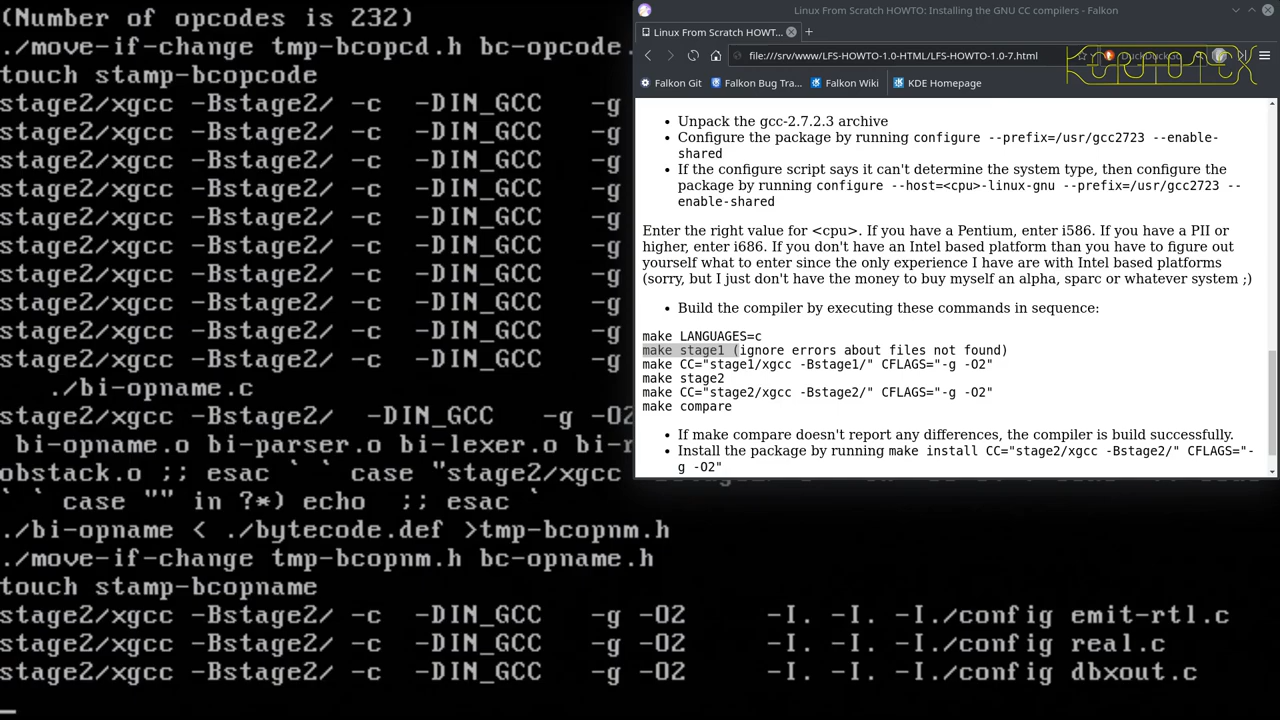 (Number of opcodes is 232)
./move-if-change tmp-bcopcd.h bc-opcode.
touch stamp-bcopcode
stage2/xgcc -Bstage2/ -c  -DIN_GCC   -g
stage2/xgcc -Bstage2/ -c  -DIN_GCC   -g
stage2/xgcc -Bstage2/ -c  -DIN_GCC   -g
stage2/xgcc -Bstage2/ -c  -DIN_GCC   -g
stage2/xgcc -Bstage2/ -c  -DIN_GCC   -g
stage2/xgcc -Bstage2/ -c  -DIN_GCC   -g
stage2/xgcc -Bstage2/ -c  -DIN_GCC   -g
stage2/xgcc -Bstage2/ -c  -DIN_GCC   -g
stage2/xgcc -Bstage2/ -c  -DIN_GCC   -g
stage2/xgcc -Bstage2/ -c  -DIN_GCC   -g
./bi-opname.c
stage2/xgcc -Bstage2/  -DIN_GCC   -g -O2
bi-opname.o bi-parser.o bi-lexer.o bi-r
obstack.o ;; esac ` ` case "stage2/xgcc
` ` case "" in ?*) echo  ;; esac `
./bi-opname < ./bytecode.def >tmp-bcopnm.h
./move-if-change tmp-bcopnm.h bc-opname.h
touch stamp-bcopname
stage2/xgcc -Bstage2/ -c  -DIN_GCC   -g -O2     -I. -I. -I./config emit-rtl.c
stage2/xgcc -Bstage2/ -c  -DIN_GCC   -g -O2     -I. -I. -I./config real.c
stage2/xgcc -Bstage2/ -c  -DIN_GCC   -g -O2     -I. -I. -I./config dbxout.c
Linux From Scratch HOWTO: Installing the GNU CC compilers - Falkon
Linux From Scratch HOWT...
file:///srv/www/LFS-HOWTO-1.0-HTML/LFS-HOWTO-1.0-7.html
Falkon Git
Falkon Bug Tra...
Falkon Wiki
KDE Homepage
• Unpack the gcc-2.7.2.3 archive
• Configure the package by running configure --prefix=/usr/gcc2723 --enable-
shared
• If the configure script says it can't determine the system type, then configure the
package by running configure --host=<cpu>-linux-gnu --prefix=/usr/gcc2723 --
enable-shared
Enter the right value for <cpu>. If you have a Pentium, enter i586. If you have a PII or
higher, enter i686. If you don't have an Intel based platform than you have to figure out
yourself what to enter since the only experience I have are with Intel based platforms
(sorry, but I just don't have the money to buy myself an alpha, sparc or whatever system ;)
• Build the compiler by executing these commands in sequence:
make LANGUAGES=c
make stage1 (ignore errors about files not found)
make CC="stage1/xgcc -Bstage1/" CFLAGS="-g -O2"
make stage2
make CC="stage2/xgcc -Bstage2/" CFLAGS="-g -O2"
make compare
• If make compare doesn't report any differences, the compiler is build successfully.
• Install the package by running make install CC="stage2/xgcc -Bstage2/" CFLAGS="-
g -O2"